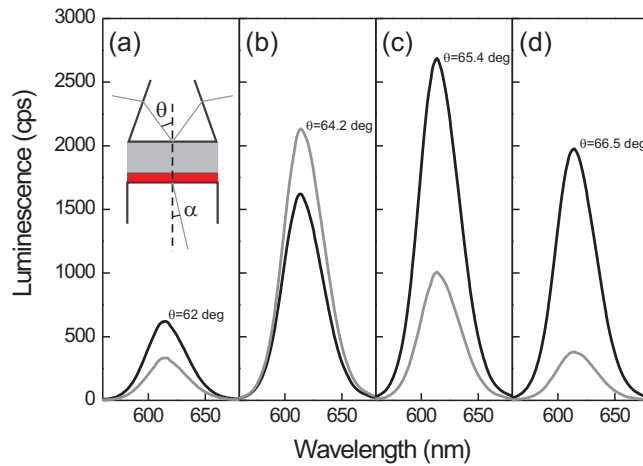 Luminescence (cps)
3000
2500
2000
1500
1000
500
0
(a)
θ
α
θ=62 deg
(b)
θ=64.2 deg
(c)
θ=65.4 deg
(d)
θ=66.5 deg
600 650 600 650 600 650 600 650
Wavelength (nm)